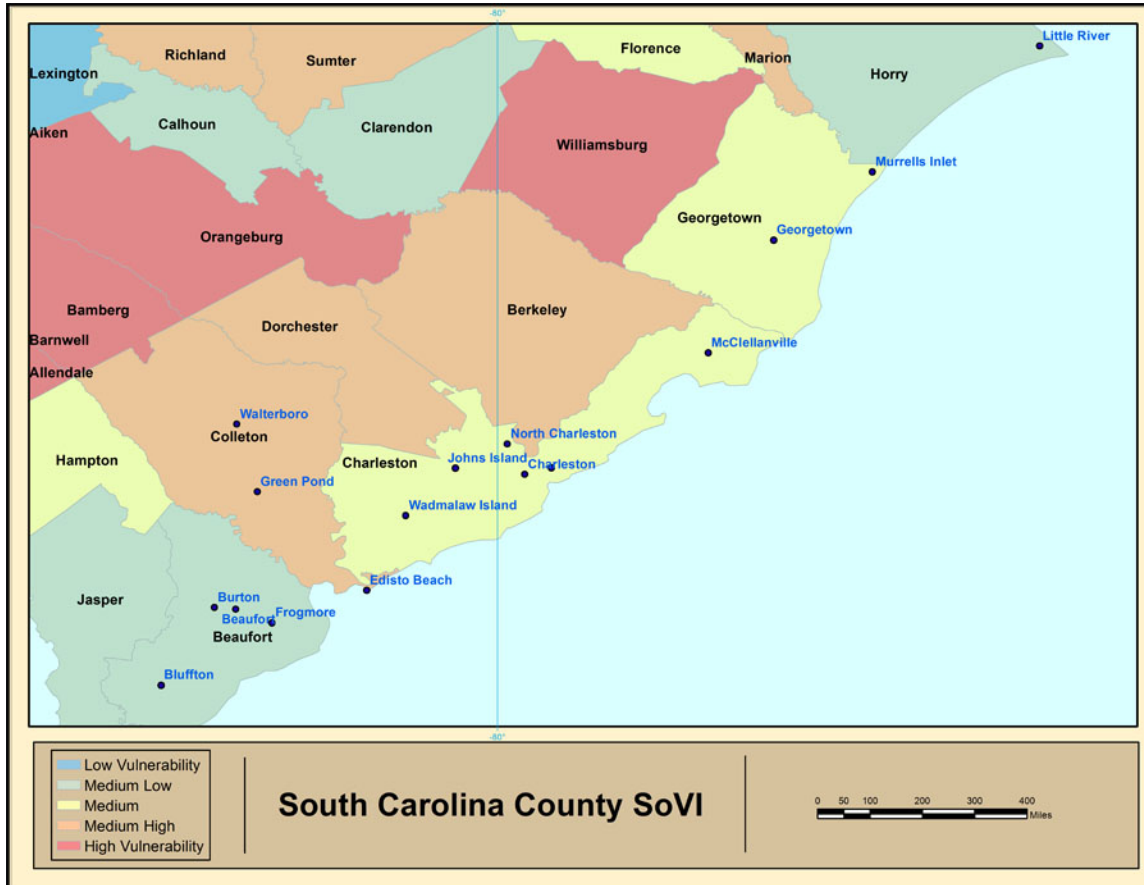 -80°
Little River
Florence
Richland
Sumter
Marion
Lexington
Horry
Calhoun
Clarendon
Aiken
Williamsburg
Murrells Inlet
Georgetown
Georgetown
Orangeburg
Bamberg
Berkeley
Dorchester
Barnwell
McClellanville
Allendale
Walterboro
Colleton
North Charleston
Hampton
Charleston
Johns Island
Charleston
Green Pond
Wadmalaw Island
Edisto Beach
Jasper
Burton
Frogmore
Beaufort
Beaufort
Bluffton
-80°
Low Vulnerability
Medium Low
Medium
Medium High
High Vulnerability
South Carolina County SoVI
0 50 100 200 300 400
Miles